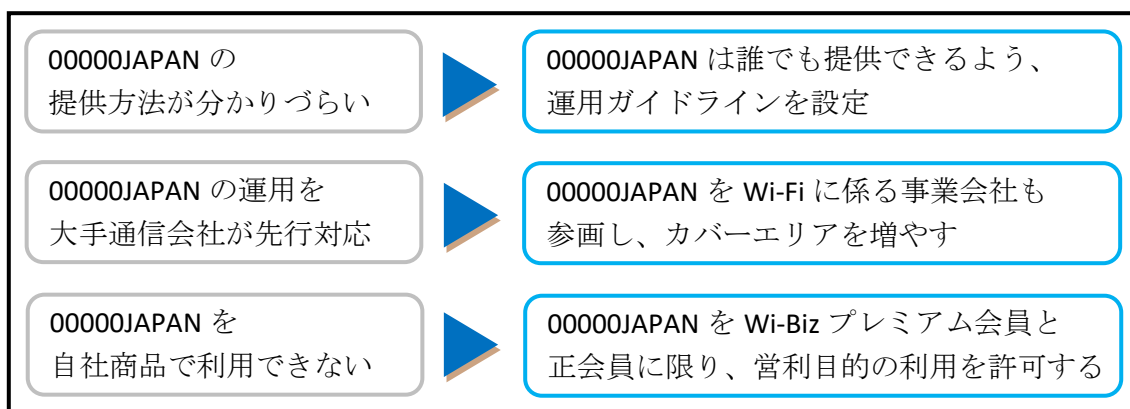 00000JAPAN の
提供方法が分かりづらい
00000JAPAN は誰でも提供できるよう、
運用ガイドラインを設定
00000JAPAN の運用を
大手通信会社が先行対応
00000JAPAN を Wi-Fi に係る事業会社も
参画し、カバーエリアを増やす
00000JAPAN を
自社商品で利用できない
00000JAPAN を Wi-Biz プレミアム会員と
正会員に限り、営利目的の利用を許可する